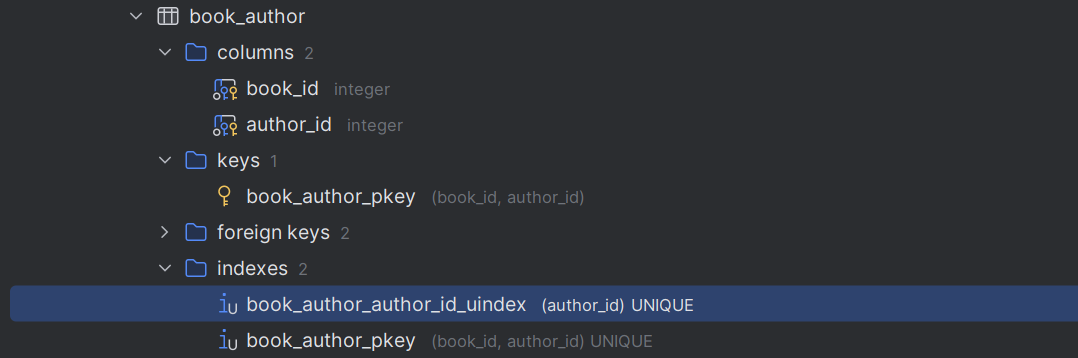 book_author
columns 2
book_id integer
author_id integer
keys 1
book_author_pkey (book_id, author_id)
foreign keys 2
indexes 2
book_author_author_id_uindex (author_id) UNIQUE
book_author_pkey (book_id, author_id) UNIQUE